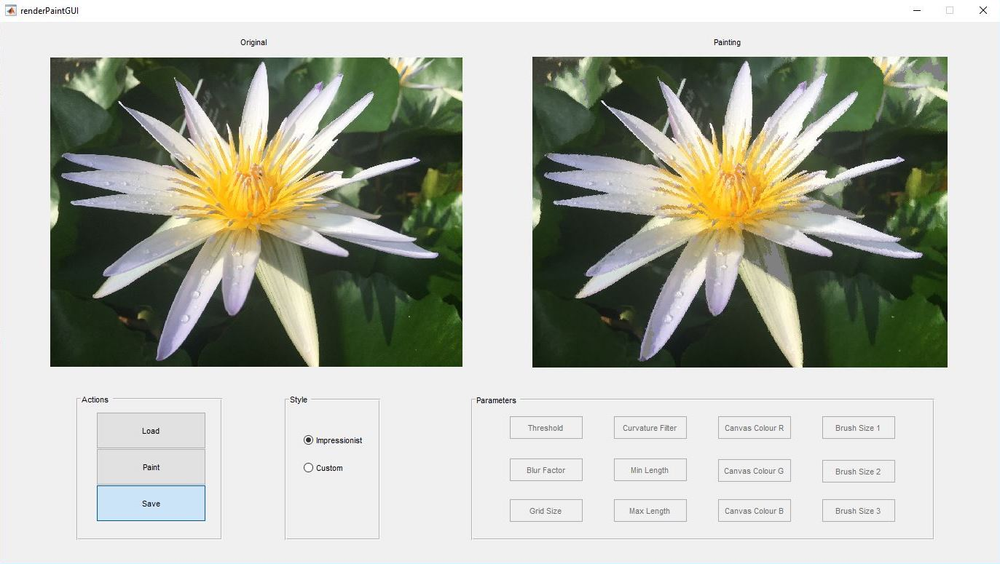 renderPaintGUI
Original
Painting
Actions
Load
Paint
Save
Style
Impressionist
Custom
Parameters
Threshold
Curvature Filter
Canvas Colour R
Brush Size 1
Blur Factor
Min Length
Canvas Colour G
Brush Size 2
Grid Size
Max Length
Canvas Colour B
Brush Size 3